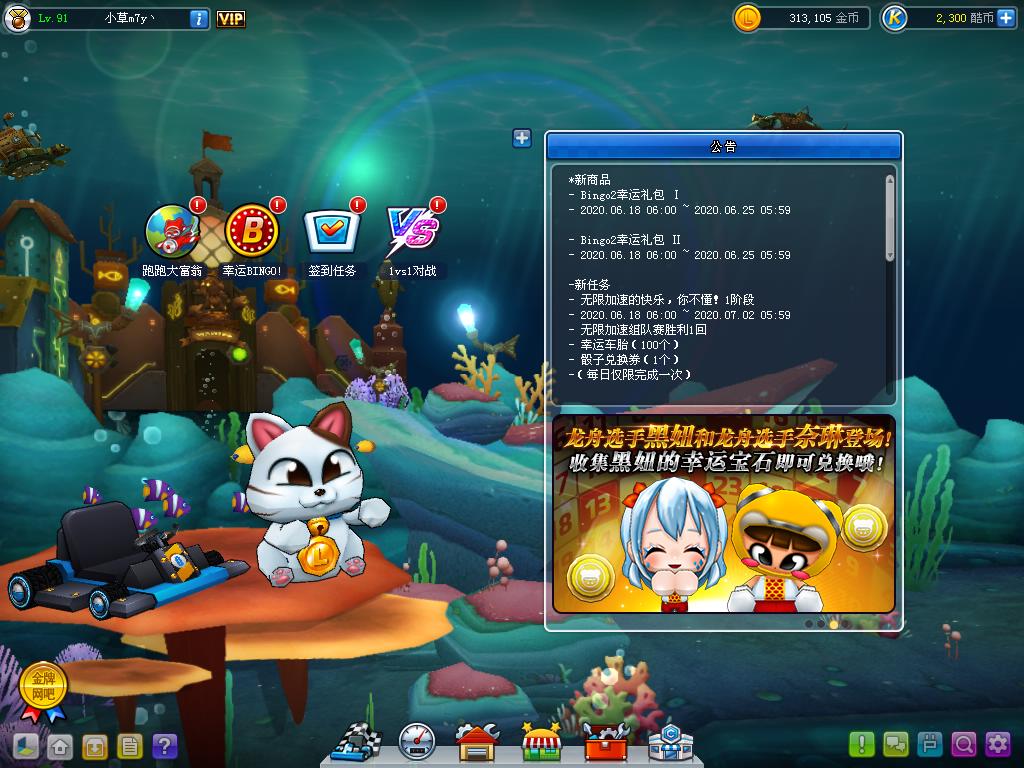 Lv.91 小草m7y丶 i VIP
L 313,105 金币 K 2,300 酷币
公告
*新商品
- Bingo2幸运礼包 Ⅰ
- 2020.06.18 06:00 ~ 2020.06.25 05:59
- Bingo2幸运礼包 Ⅱ
- 2020.06.18 06:00 ~ 2020.06.25 05:59
-新任务
- 无限加速的快乐，你不懂! 1阶段
- 2020.06.18 06:00 ~ 2020.07.02 05:59
- 无限加速组队赛胜利1回
- 幸运车胎（100个）
- 骰子兑换券（1个）
-（每日仅限完成一次）
B VS
跑跑大富翁 幸运BINGO! 签到任务 1vs1对战
龙舟选手黑妞和龙舟选手奈琳登场!
收集黑妞的幸运宝石即可兑换哦!
7 8 13 23
L
金牌
网吧
?
!